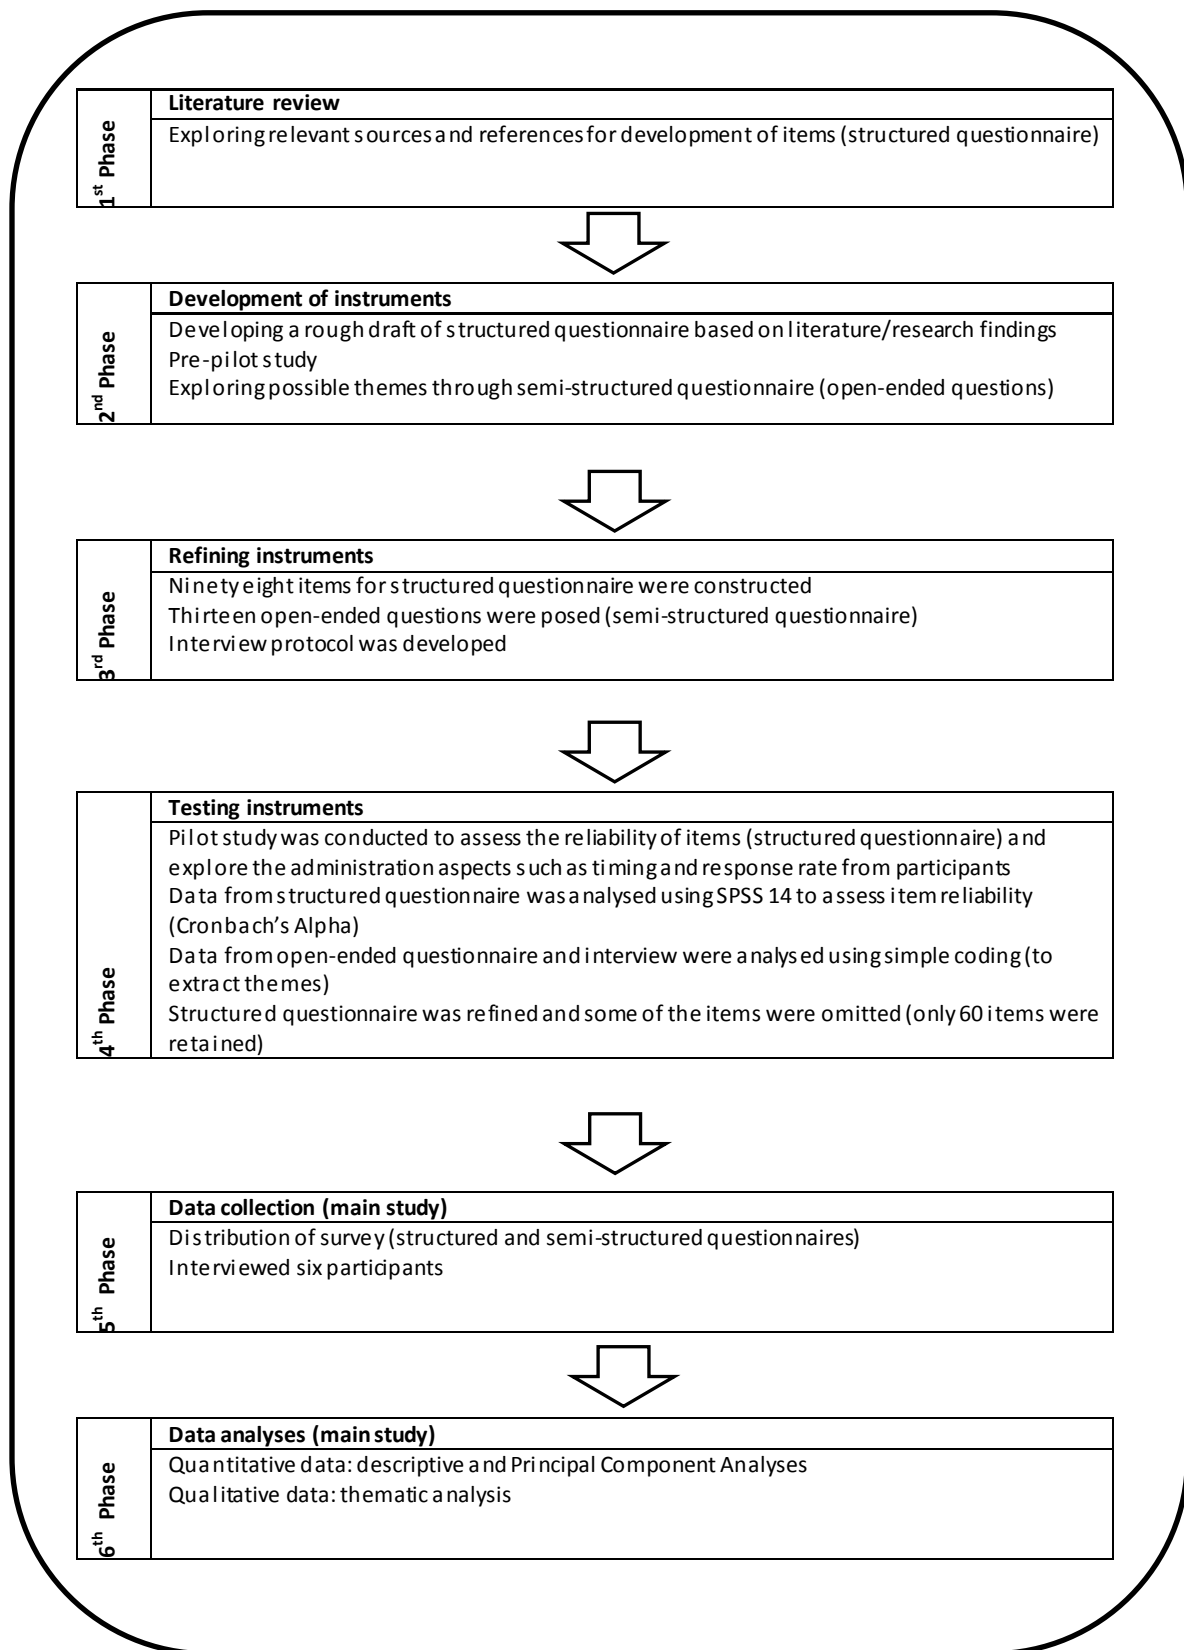 1st Phase
Literature review
Exploring relevant sources and references for development of items (structured questionnaire)
2nd Phase
Development of instruments
Developing a rough draft of structured questionnaire based on literature/research findings
Pre-pilot study
Exploring possible themes through semi-structured questionnaire (open-ended questions)
3rd Phase
Refining instruments
Ninety eight items for structured questionnaire were constructed
Thirteen open-ended questions were posed (semi-structured questionnaire)
Interview protocol was developed
4th Phase
Testing instruments
Pilot study was conducted to assess the reliability of items (structured questionnaire) and
explore the administration aspects such as timing and response rate from participants
Data from structured questionnaire was analysed using SPSS 14 to assess item reliability
(Cronbach’s Alpha)
Data from open-ended questionnaire and interview were analysed using simple coding (to
extract themes)
Structured questionnaire was refined and some of the items were omitted (only 60 items were
retained)
5th Phase
Data collection (main study)
Distribution of survey (structured and semi-structured questionnaires)
Interviewed six participants
6th Phase
Data analyses (main study)
Quantitative data: descriptive and Principal Component Analyses
Qualitative data: thematic analysis